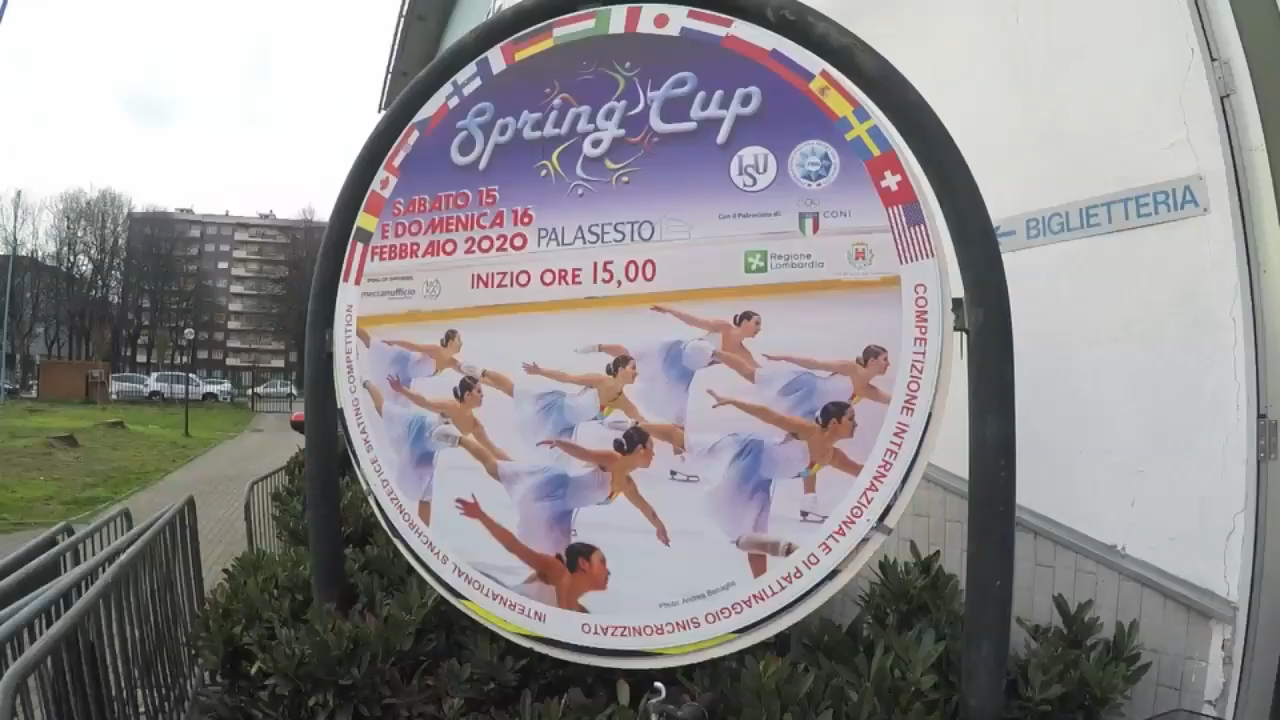 Spring Cup
ISU
SABATO 15
E DOMENICA 16
FEBBRAIO 2020
PALASESTO
Con il Patrocinio di:
CONI
INIZIO ORE 15,00
Regione
Lombardia
meccanufficio
BIGLIETTERIA
INTERNATIONAL SYNCHRONIZED ICE SKATING COMPETITION
COMPETIZIONE INTERNAZIONALE DI PATTINAGGIO SINCRONIZZATO
Photo: Andrea Bonaglia